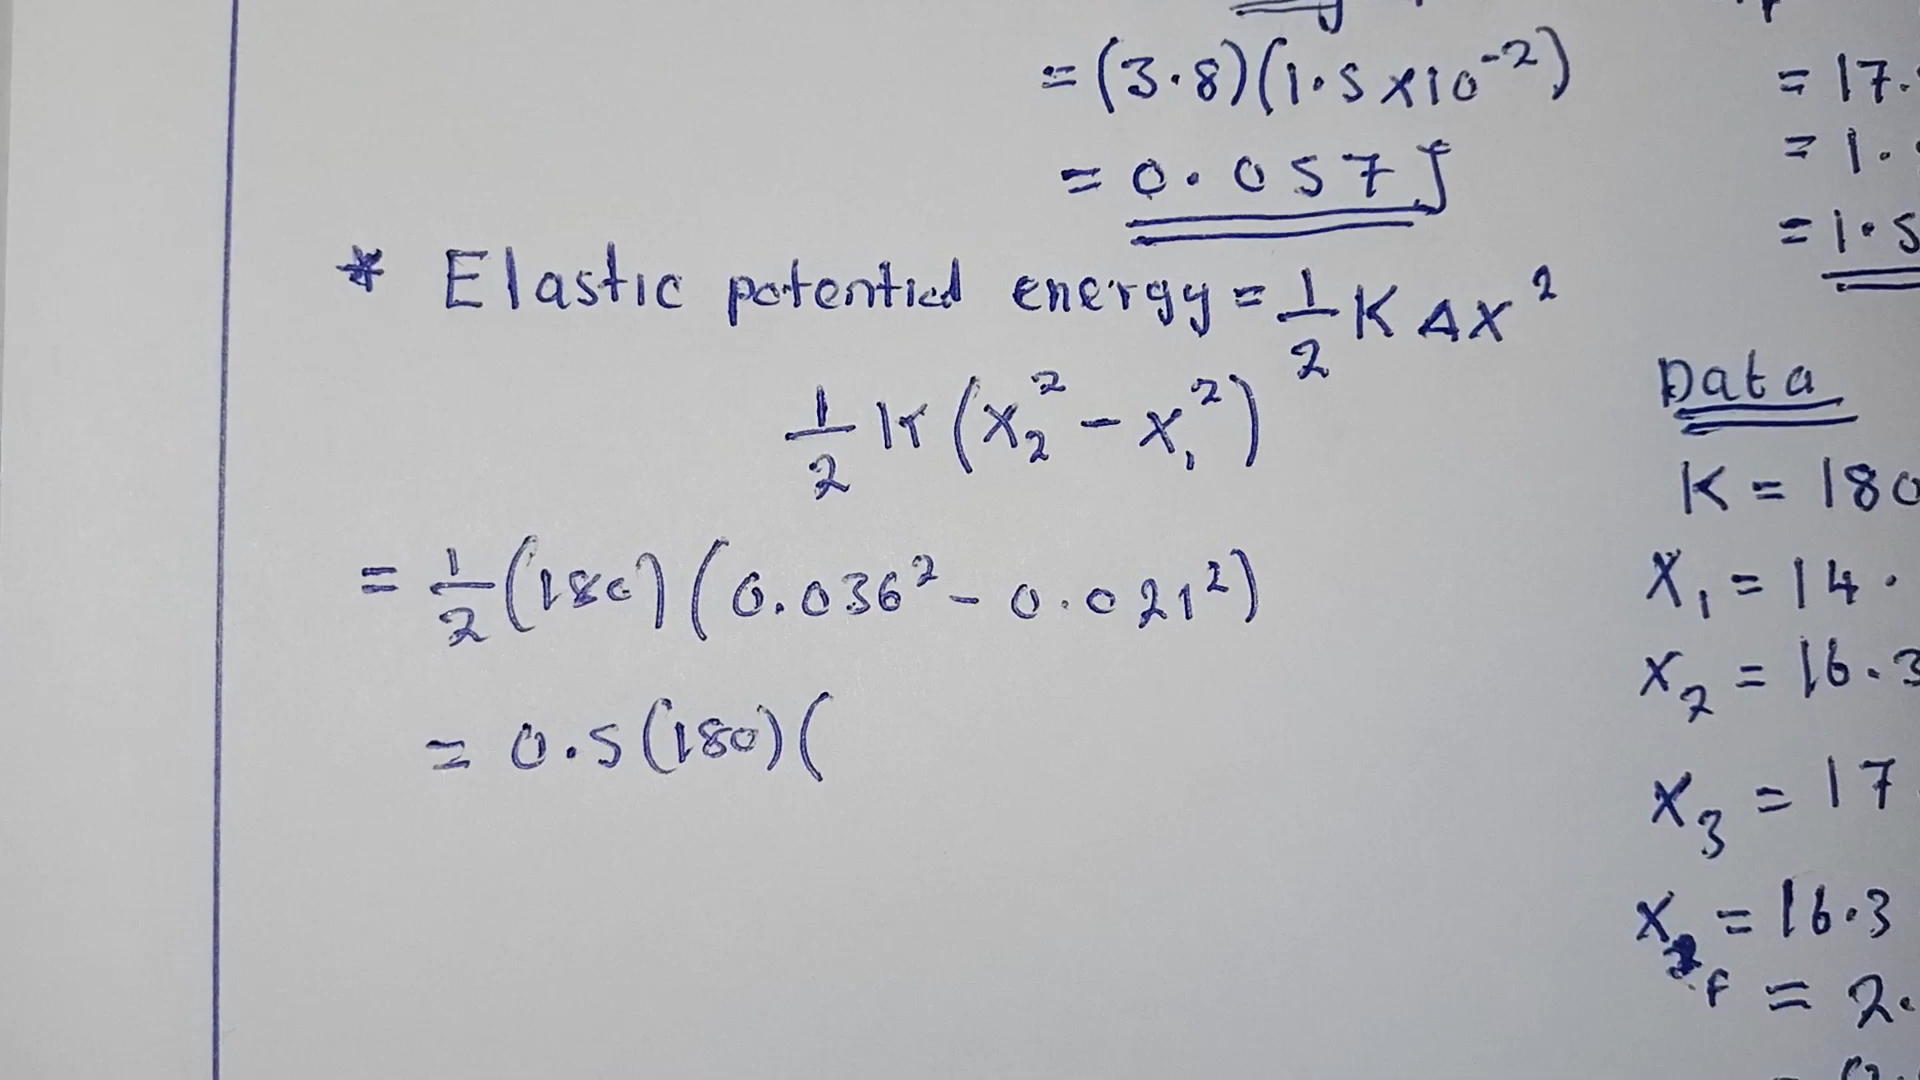 = (3.8)(1.5 x10⁻²)
= 0.057 J
* Elastic potential energy = 1/2 K Δx²
1/2 K (x₂² - x₁²)
= 1/2 (180) (0.036² - 0.021²)
= 0.5 (180) (
= 17.
= 1.
= 1.5
Data
K = 180
x₁ = 14.
x₂ = 16.3
x₃ = 17
x = 16.3
f = 2.